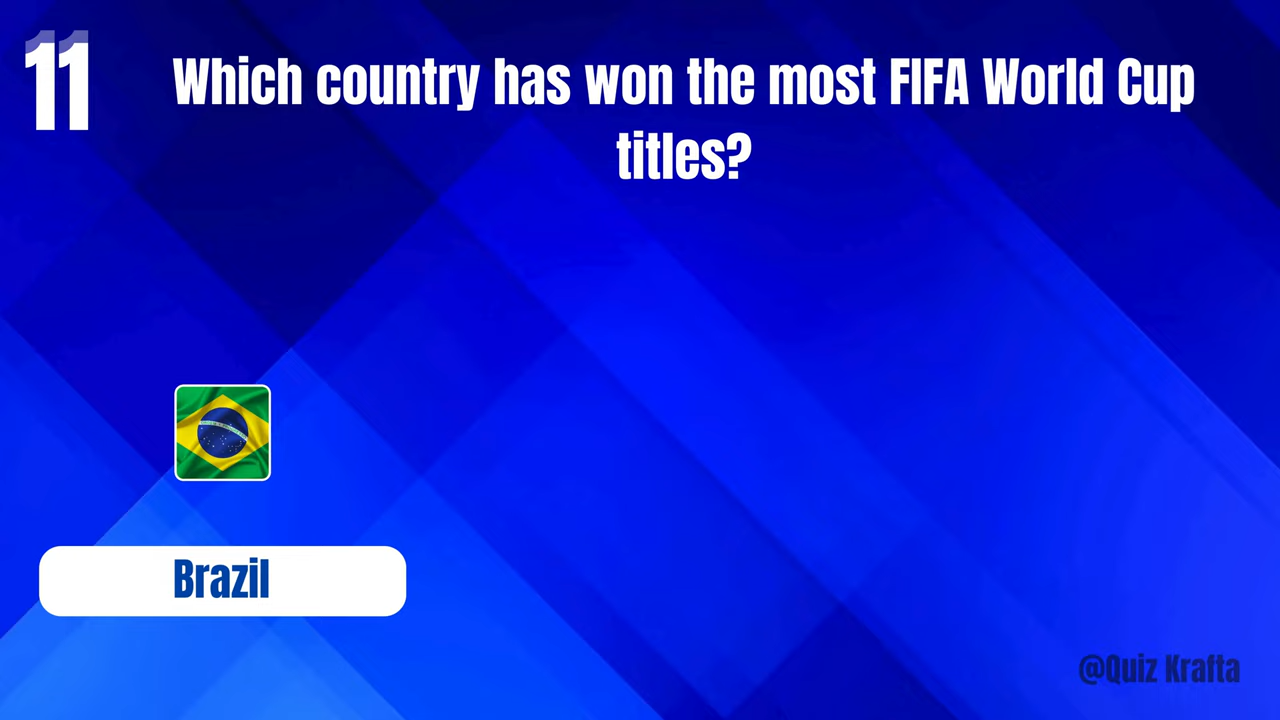 11
Which country has won the most FIFA World Cup
titles?
Brazil
@Quiz Krafta